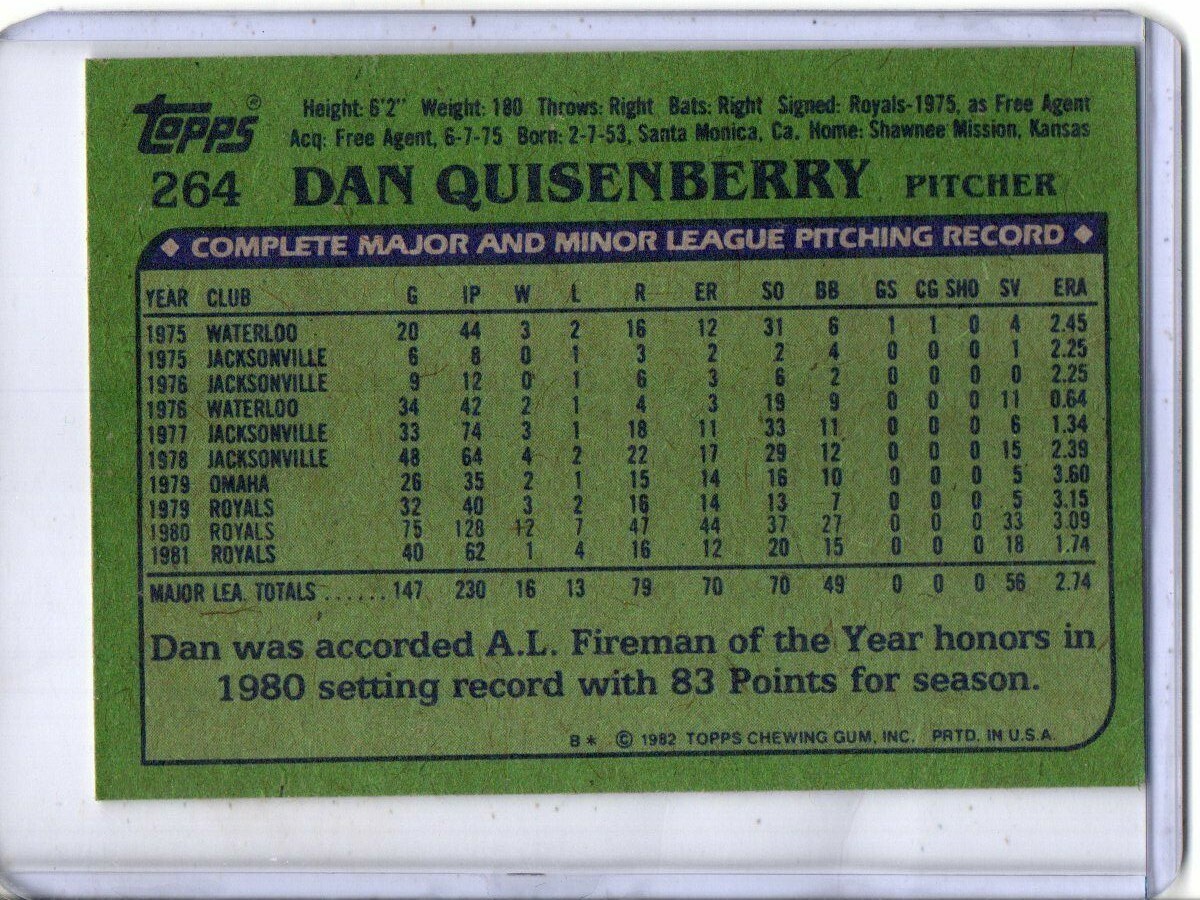 Topps® Height: 6'2" Weight: 180 Throws: Right Bats: Right Signed: Royals-1975, as Free Agent
Acq: Free Agent, 6-7-75 Born: 2-7-53, Santa Monica, Ca. Home: Shawnee Mission, Kansas
264 DAN QUISENBERRY PITCHER
◆ COMPLETE MAJOR AND MINOR LEAGUE PITCHING RECORD ◆
YEAR CLUB G IP W L R ER SO BB GS CG SHO SV ERA
1975 WATERLOO 20 44 3 2 16 12 31 6 1 1 0 4 2.45
1975 JACKSONVILLE 6 8 0 1 3 2 2 4 0 0 0 1 2.25
1976 JACKSONVILLE 9 12 0 1 6 3 6 2 0 0 0 0 2.25
1976 WATERLOO 34 42 2 1 4 3 19 9 0 0 0 11 0.64
1977 JACKSONVILLE 33 74 3 1 18 11 33 11 0 0 0 6 1.34
1978 JACKSONVILLE 48 64 4 2 22 17 29 12 0 0 0 15 2.39
1979 OMAHA 26 35 2 1 15 14 16 10 0 0 0 5 3.60
1979 ROYALS 32 40 3 2 16 14 13 7 0 0 0 5 3.15
1980 ROYALS 75 128 12 7 47 44 37 27 0 0 0 33 3.09
1981 ROYALS 40 62 1 4 16 12 20 15 0 0 0 18 1.74
MAJOR LEA. TOTALS ...... 147 230 16 13 79 70 70 49 0 0 0 56 2.74
Dan was accorded A.L. Fireman of the Year honors in
1980 setting record with 83 Points for season.
B* © 1982 TOPPS CHEWING GUM, INC. PRTD. IN U.S.A.